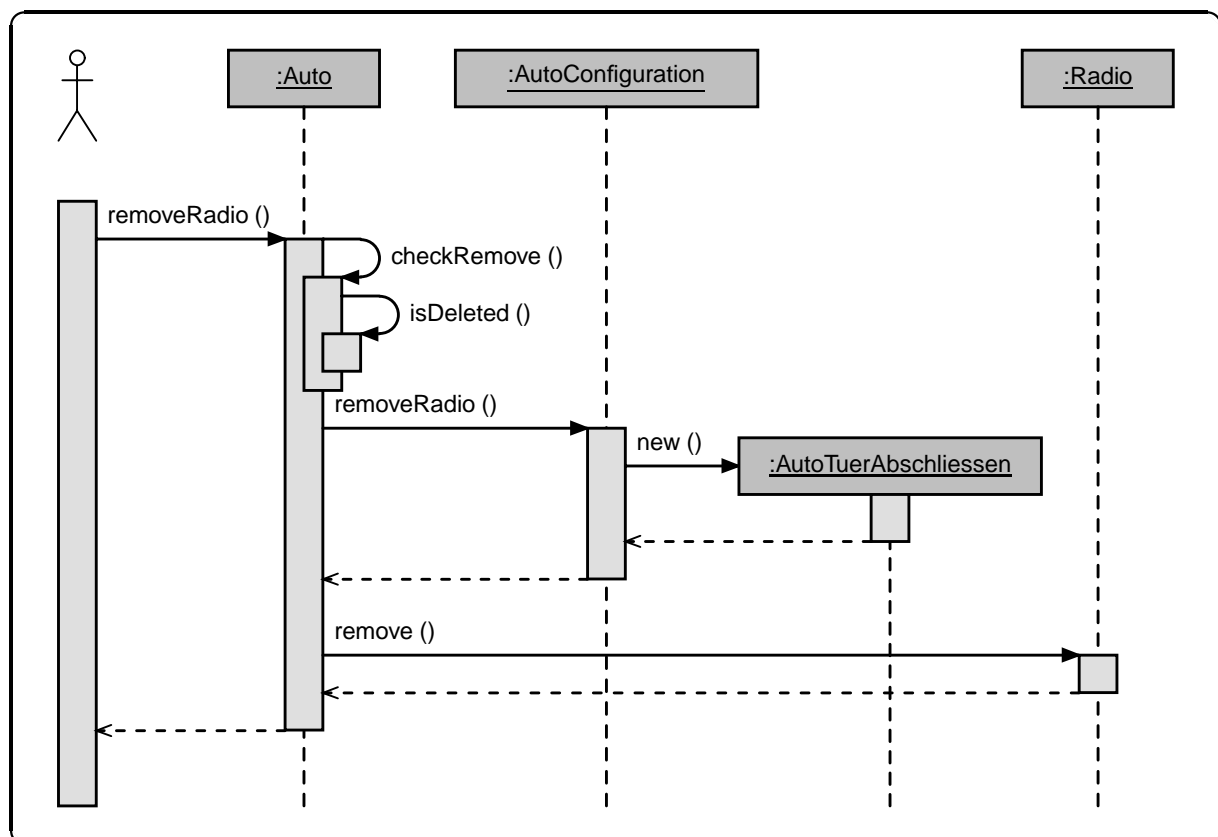 :Auto
:AutoConfiguration
:Radio
removeRadio ()
checkRemove ()
isDeleted ()
removeRadio ()
new ()
:AutoTuerAbschliessen
remove ()